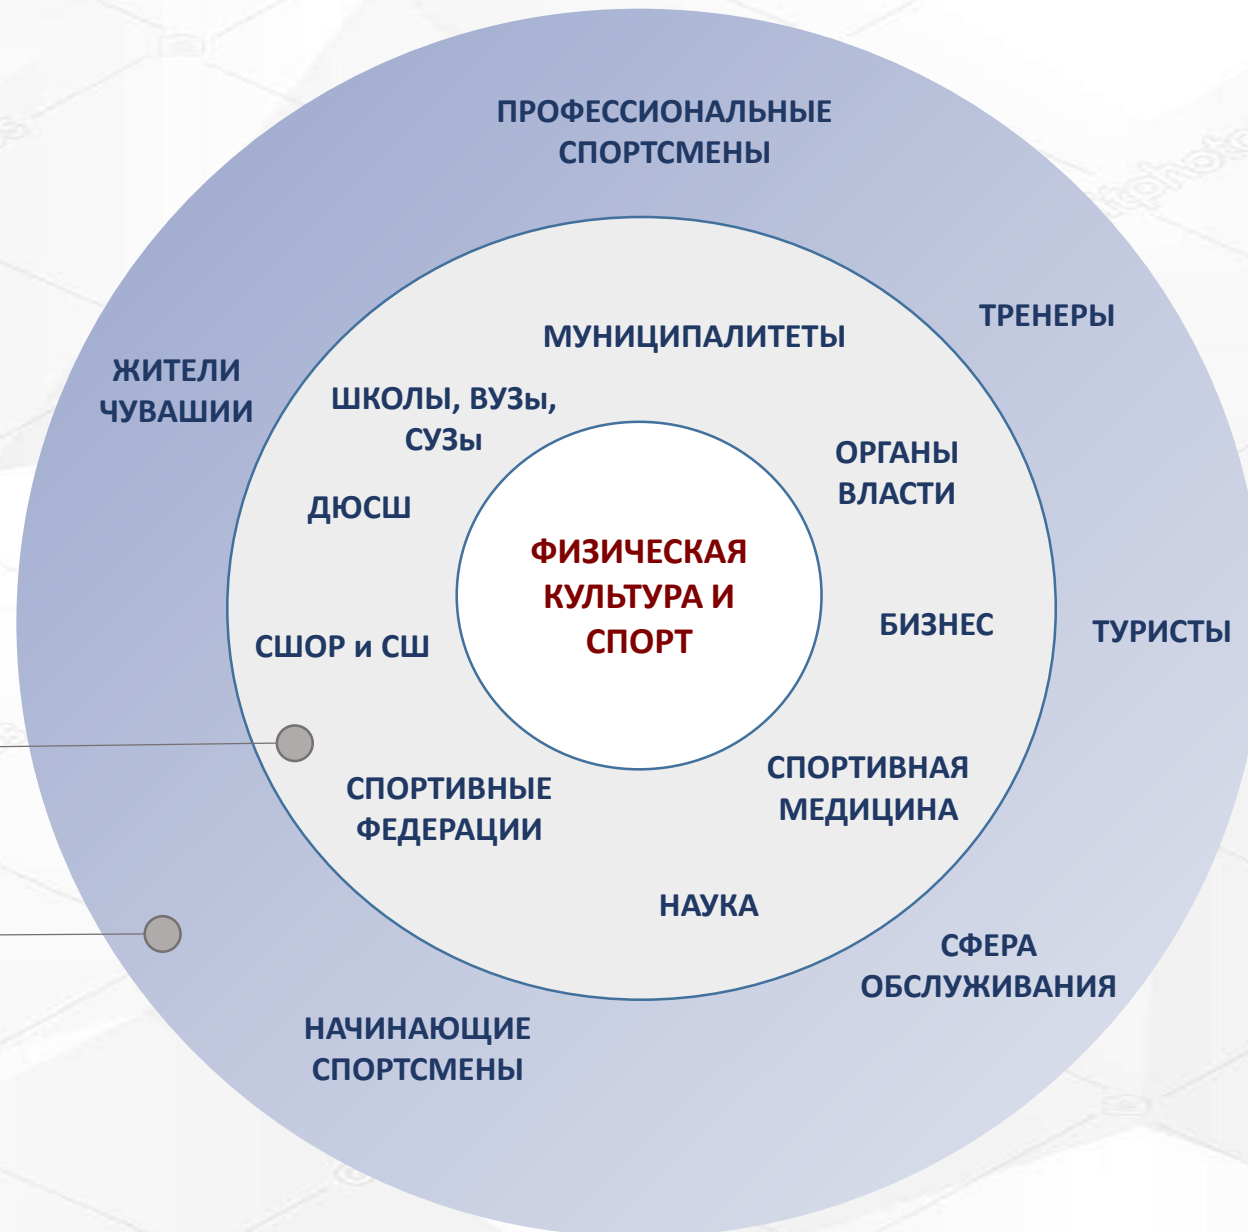 ПРОФЕССИОНАЛЬНЫЕ
СПОРТСМЕНЫ
ТРЕНЕРЫ
МУНИЦИПАЛИТЕТЫ
ЖИТЕЛИ
ЧУВАШИИ
ШКОЛЫ, ВУЗы,
СУЗы
ОРГАНЫ
ВЛАСТИ
ДЮСШ
ФИЗИЧЕСКАЯ
КУЛЬТУРА И
СПОРТ
БИЗНЕС
ТУРИСТЫ
СШОР и СШ
СПОРТИВНАЯ
МЕДИЦИНА
СПОРТИВНЫЕ
ФЕДЕРАЦИИ
НАУКА
СФЕРА
ОБСЛУЖИВАНИЯ
НАЧИНАЮЩИЕ
СПОРТСМЕНЫ